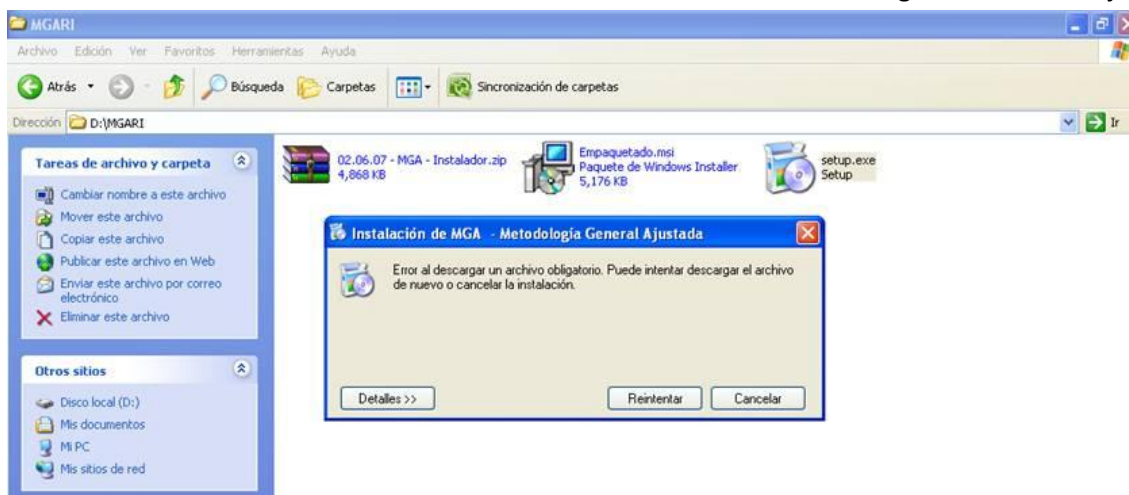 MGARI
Archivo Edición Ver Favoritos Herramientas Ayuda
Atrás Búsqueda Carpetas Sincronización de carpetas
Dirección D:\MGARI Ir
Tareas de archivo y carpeta
Cambiar nombre a este archivo
Mover este archivo
Copiar este archivo
Publicar este archivo en Web
Enviar este archivo por correo
electrónico
Eliminar este archivo
Otros sitios
Disco local (D:)
Mis documentos
Mi PC
Mis sitios de red
02.06.07 - MGA - Instalador.zip
4,868 KB
Empaquetado.msi
Paquete de Windows Installer
5,176 KB
setup.exe
Setup
Instalación de MGA - Metodología General Ajustada
Error al descargar un archivo obligatorio. Puede intentar descargar el archivo
de nuevo o cancelar la instalación.
Detalles >> Reintentar Cancelar